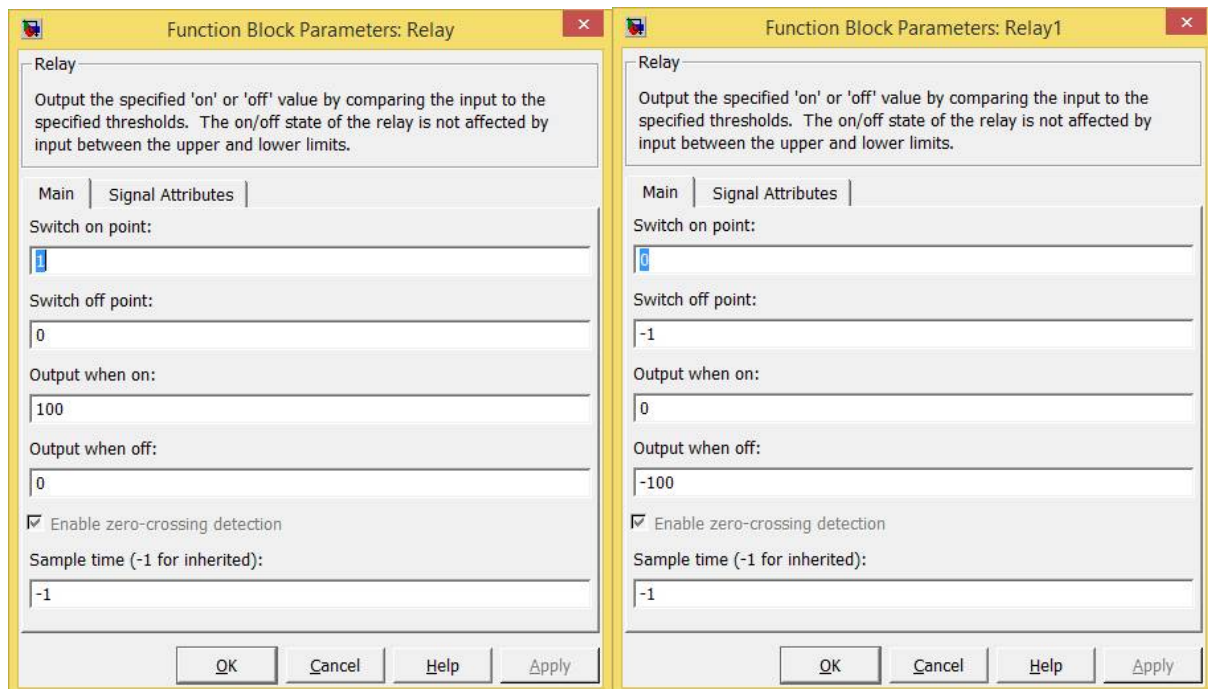 Function Block Parameters: Relay
Relay
Output the specified 'on' or 'off' value by comparing the input to the
specified thresholds.  The on/off state of the relay is not affected by
input between the upper and lower limits.
Main
Signal Attributes
Switch on point:
1
Switch off point:
0
Output when on:
100
Output when off:
0
Enable zero-crossing detection
Sample time (-1 for inherited):
-1
OK
Cancel
Help
Apply
Function Block Parameters: Relay1
Relay
Output the specified 'on' or 'off' value by comparing the input to the
specified thresholds.  The on/off state of the relay is not affected by
input between the upper and lower limits.
Main
Signal Attributes
Switch on point:
0
Switch off point:
-1
Output when on:
0
Output when off:
-100
Enable zero-crossing detection
Sample time (-1 for inherited):
-1
OK
Cancel
Help
Apply